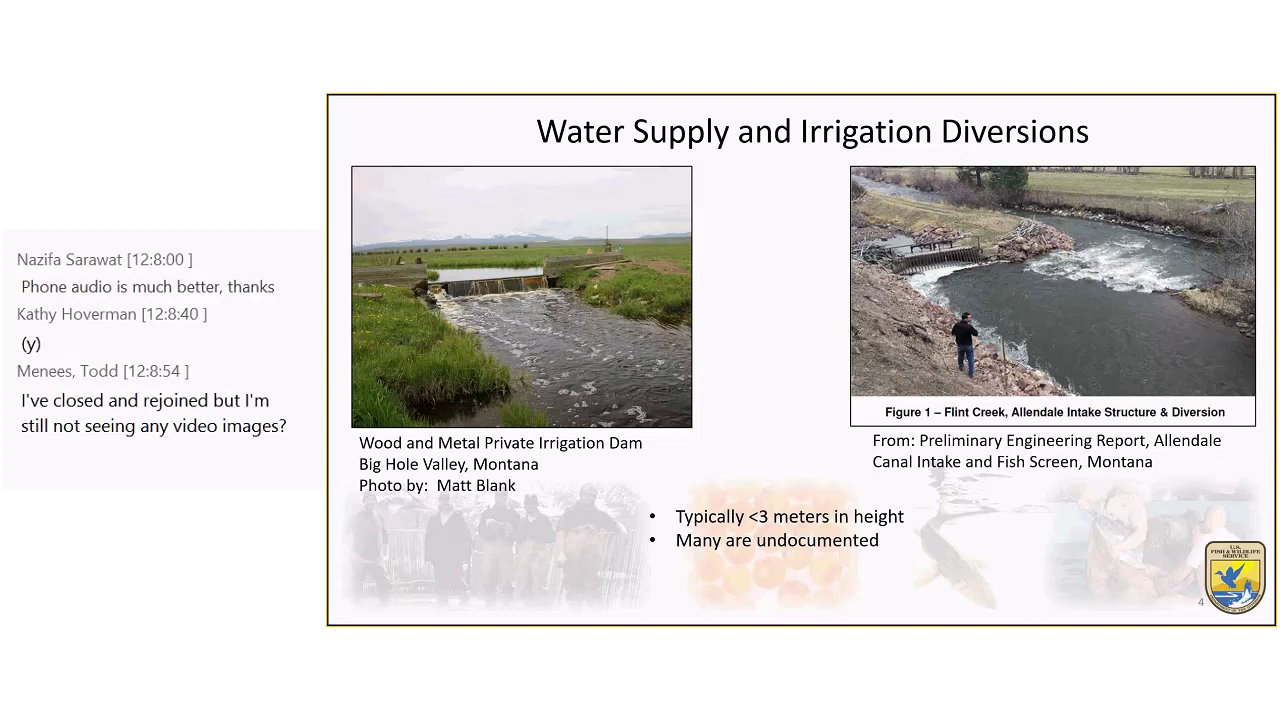 Nazifa Sarawat [12:8:00 ]
Phone audio is much better, thanks
Kathy Hoverman [12:8:40 ]
(y)
Menees, Todd [12:8:54 ]
I've closed and rejoined but I'm
still not seeing any video images?
Water Supply and Irrigation Diversions
Wood and Metal Private Irrigation Dam
Big Hole Valley, Montana
Photo by: Matt Blank
Figure 1 – Flint Creek, Allendale Intake Structure & Diversion
From: Preliminary Engineering Report, Allendale
Canal Intake and Fish Screen, Montana
• Typically <3 meters in height
• Many are undocumented
4
U.S.
FISH & WILDLIFE
SERVICE